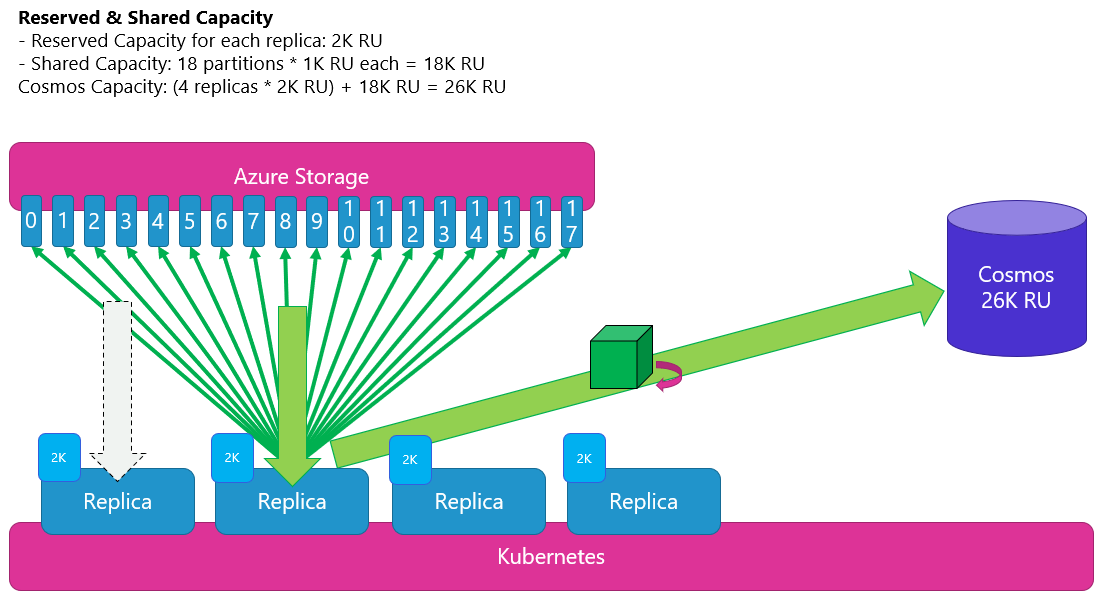 Reserved & Shared Capacity
- Reserved Capacity for each replica: 2K RU
- Shared Capacity: 18 partitions * 1K RU each = 18K RU
Cosmos Capacity: (4 replicas * 2K RU) + 18K RU = 26K RU
Azure Storage
0 1 2 3 4 5 6 7 8 9 10 11 12 13 14 15 16 17
Cosmos
26K RU
2K 2K 2K 2K
Replica Replica Replica Replica
Kubernetes